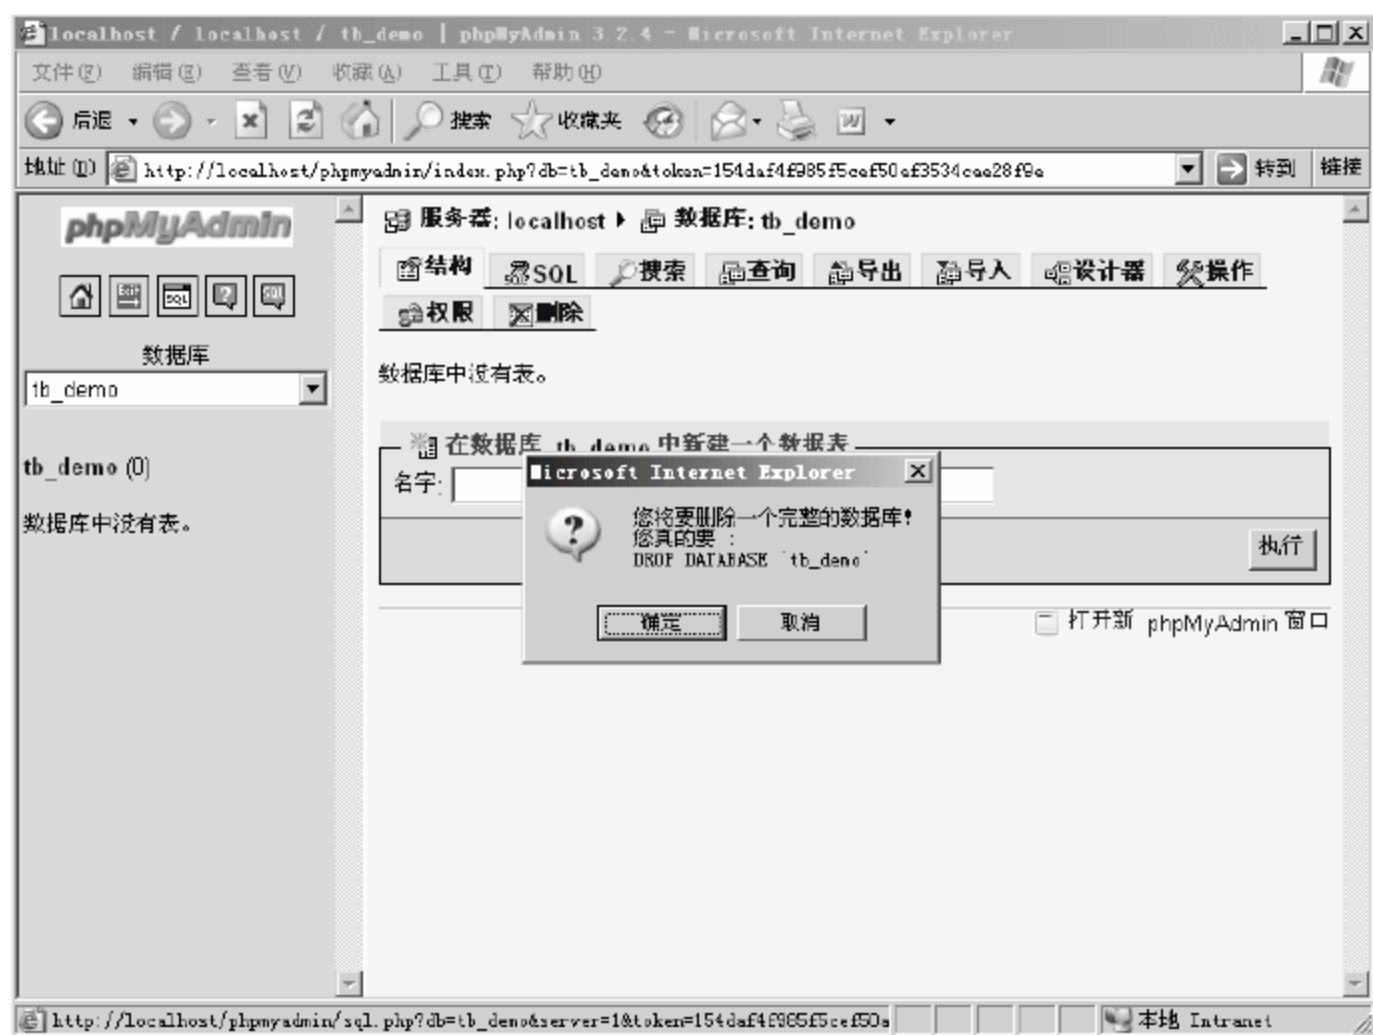 localhost / localhost / tb_demo | phpMyAdmin 3.2.4 - Microsoft Internet Explorer
文件(F) 编辑(E) 查看(V) 收藏(A) 工具(T) 帮助(H)
后退 搜索 收藏夹
地址(D) http://localhost/phpmyadmin/index.php?db=tb_demo&token=154daf4f985f5cef50ef3534cae28f9e 转到 链接
phpMyAdmin
数据库
tb_demo
tb_demo (0)
数据库中没有表。
服务器: localhost 数据库: tb_demo
结构 SQL 搜索 查询 导出 导入 设计器 操作
权限 删除
数据库中没有表。
在数据库 tb_demo 中新建一个数据表
名字:
执行
打开新 phpMyAdmin 窗口
Microsoft Internet Explorer
您将要删除一个完整的数据库!
您真的要 :
DROP DATABASE `tb_demo`
确定 取消
http://localhost/phpmyadmin/sql.php?db=tb_demo&server=1&token=154daf4f985f5cef50e 本地 Intranet